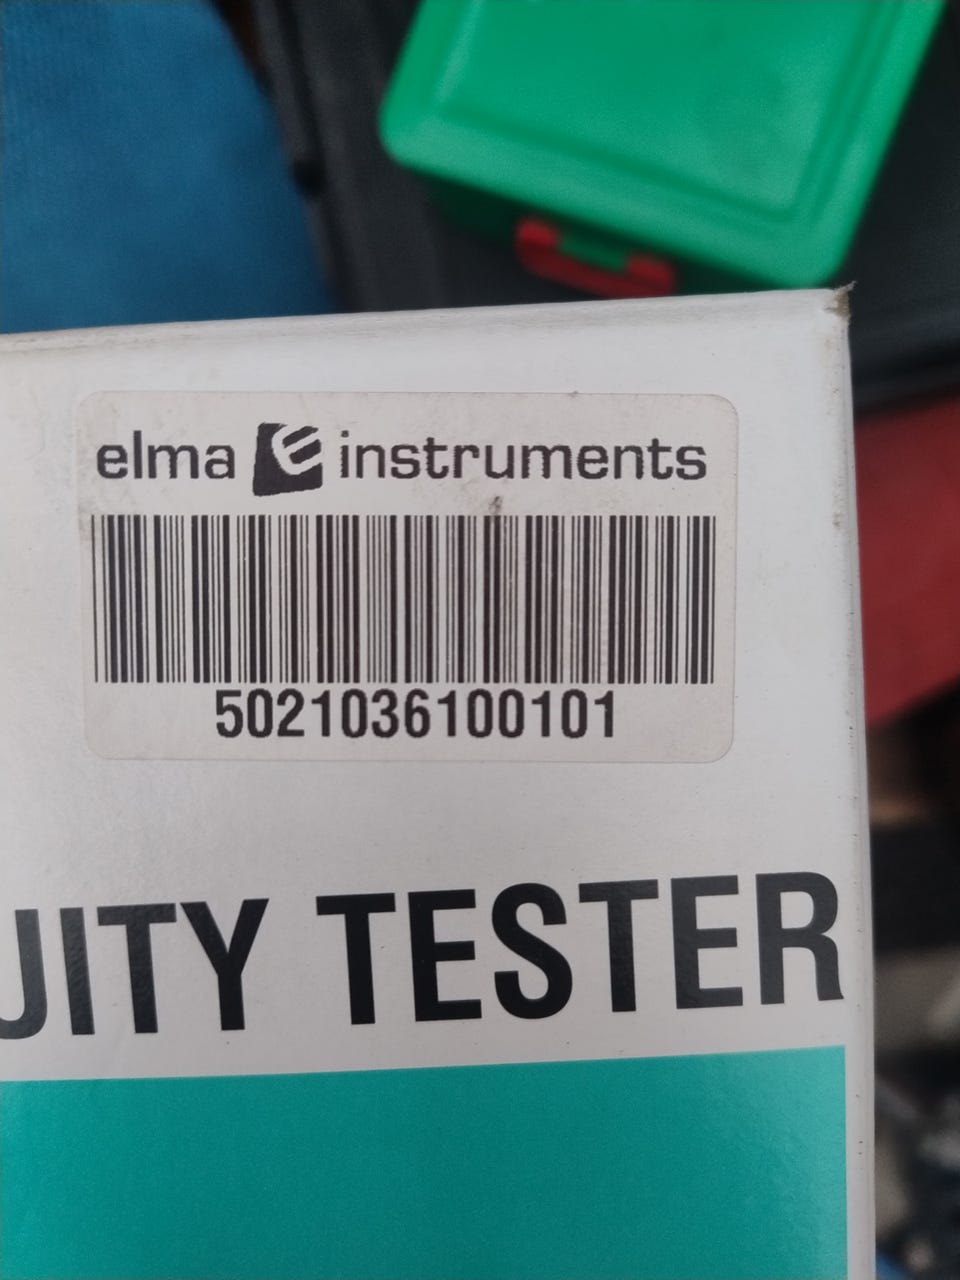 elma instruments
5021036100101
UITY TESTER